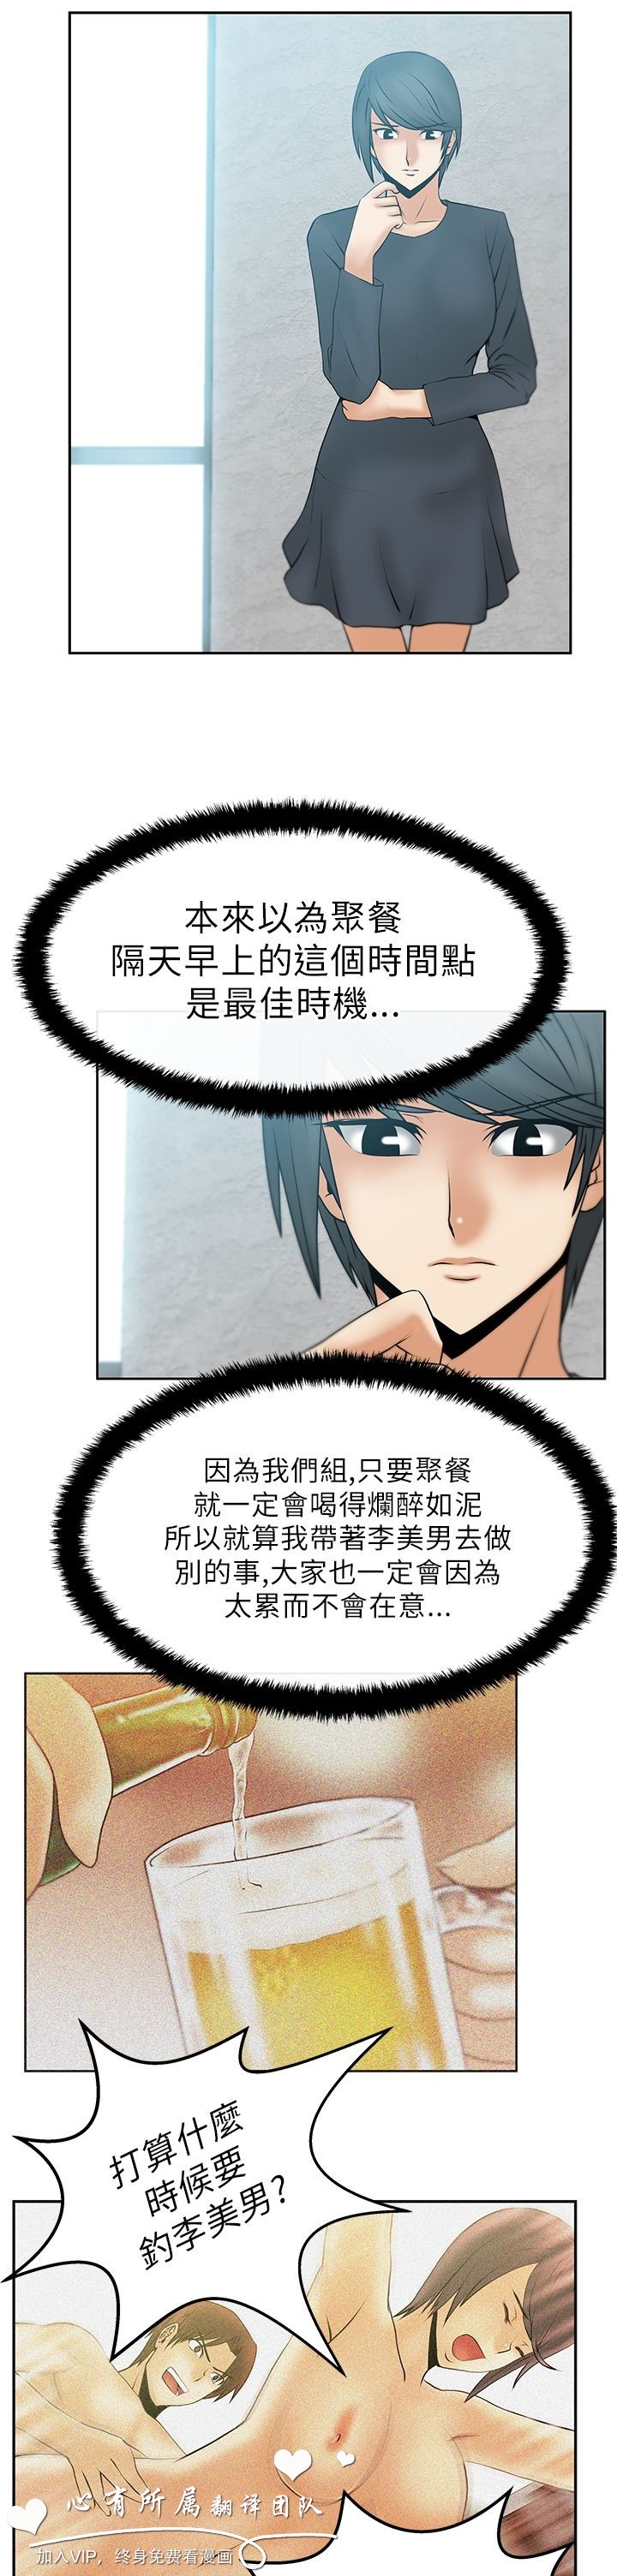 本來以為聚餐
隔天早上的這個時間點
是最佳時機...
因為我們組,只要聚餐
就一定會喝得爛醉如泥
所以就算我帶著李美男去做
別的事,大家也一定會因為
太累而不會在意...
打算什麼
時候要
釣李美男?
心有所属翻译团队
加入VIP，终身免费看漫画